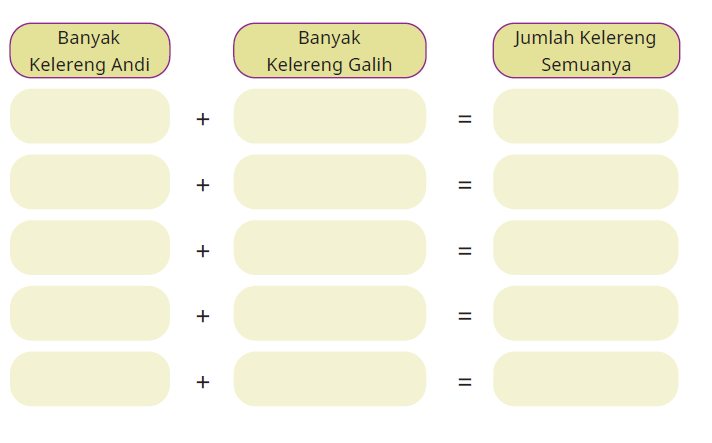 Banyak
Kelereng Andi
Banyak
Kelereng Galih
Jumlah Kelereng
Semuanya
+ =
+ =
+ =
+ =
+ =